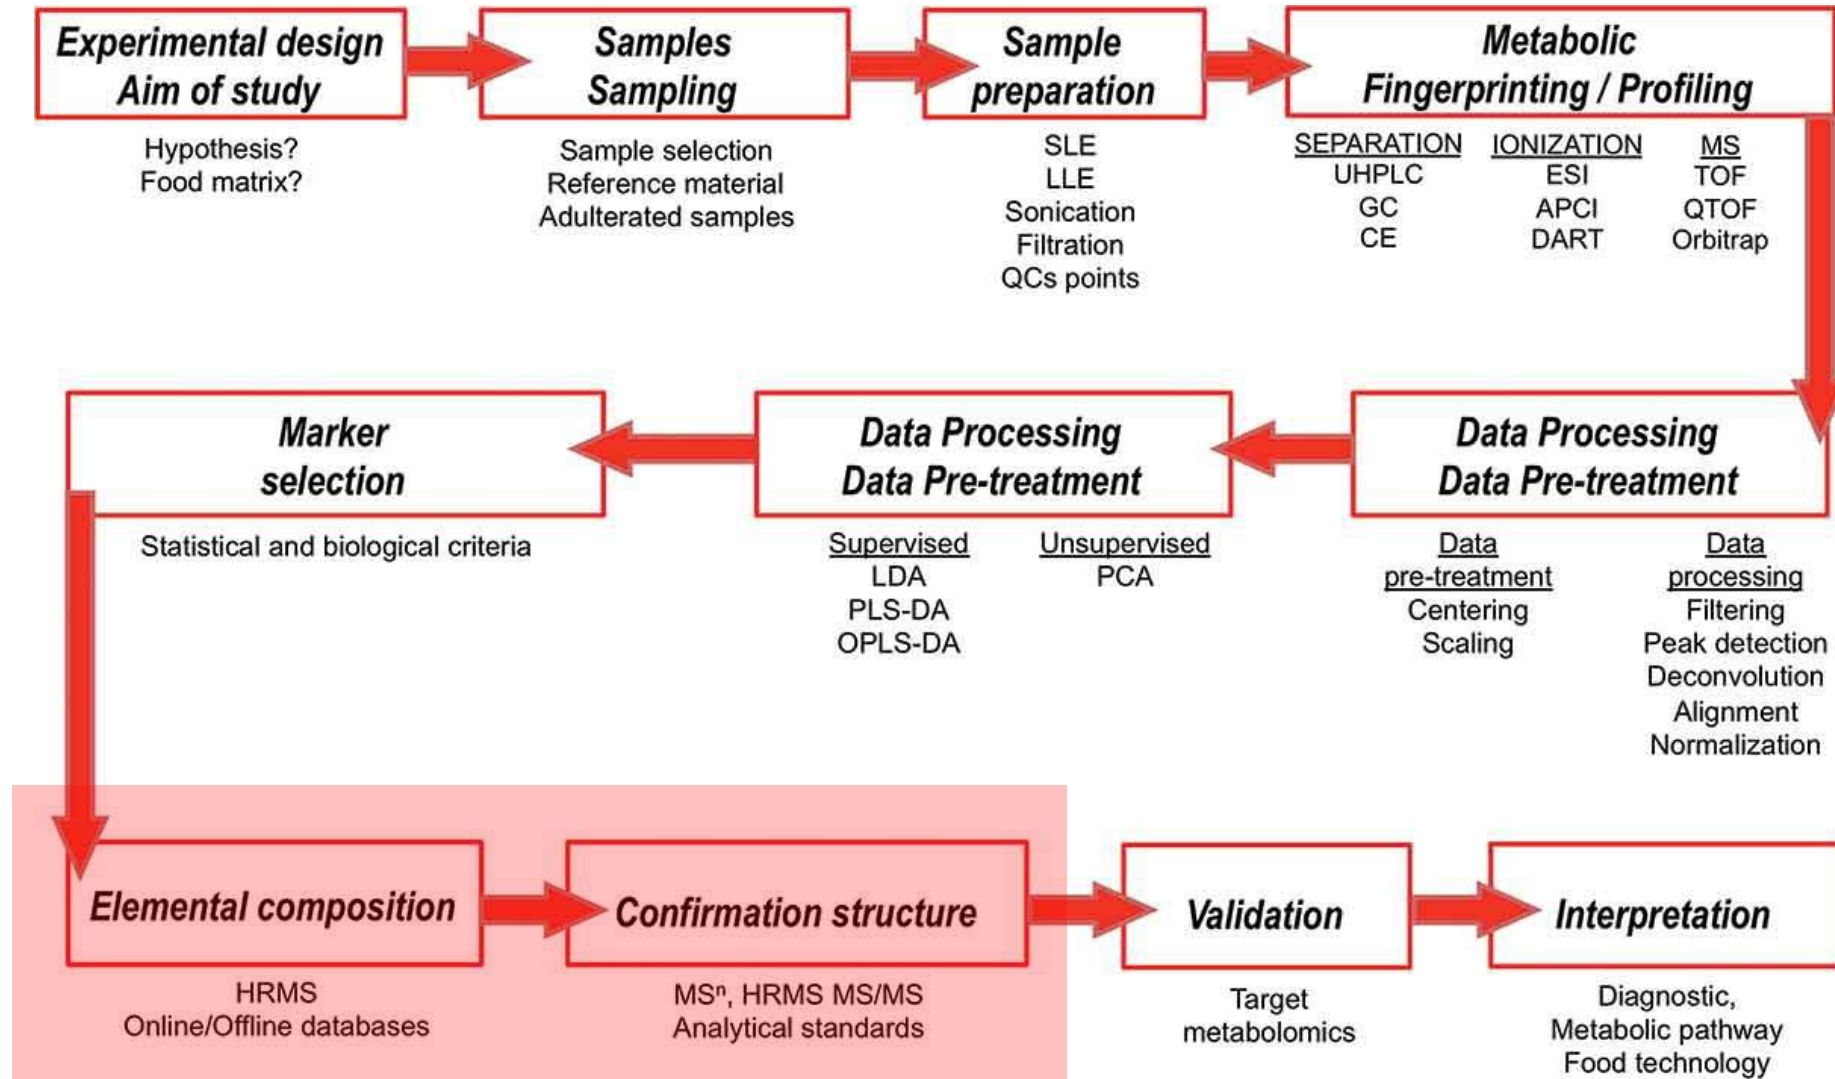 Experimental design
Aim of study
Hypothesis?
Food matrix?
Samples
Sampling
Sample selection
Reference material
Adulterated samples
Sample
preparation
SLE
LLE
Sonication
Filtration
QCs points
Metabolic
Fingerprinting / Profiling
SEPARATION
UHPLC
GC
CE
IONIZATION
ESI
APCI
DART
MS
TOF
QTOF
Orbitrap
Data Processing
Data Pre-treatment
Data
pre-treatment
Centering
Scaling
Data
processing
Filtering
Peak detection
Deconvolution
Alignment
Normalization
Data Processing
Data Pre-treatment
Supervised
LDA
PLS-DA
OPLS-DA
Unsupervised
PCA
Marker
selection
Statistical and biological criteria
Elemental composition
HRMS
Online/Offline databases
Confirmation structure
MSⁿ, HRMS MS/MS
Analytical standards
Validation
Target
metabolomics
Interpretation
Diagnostic,
Metabolic pathway
Food technology